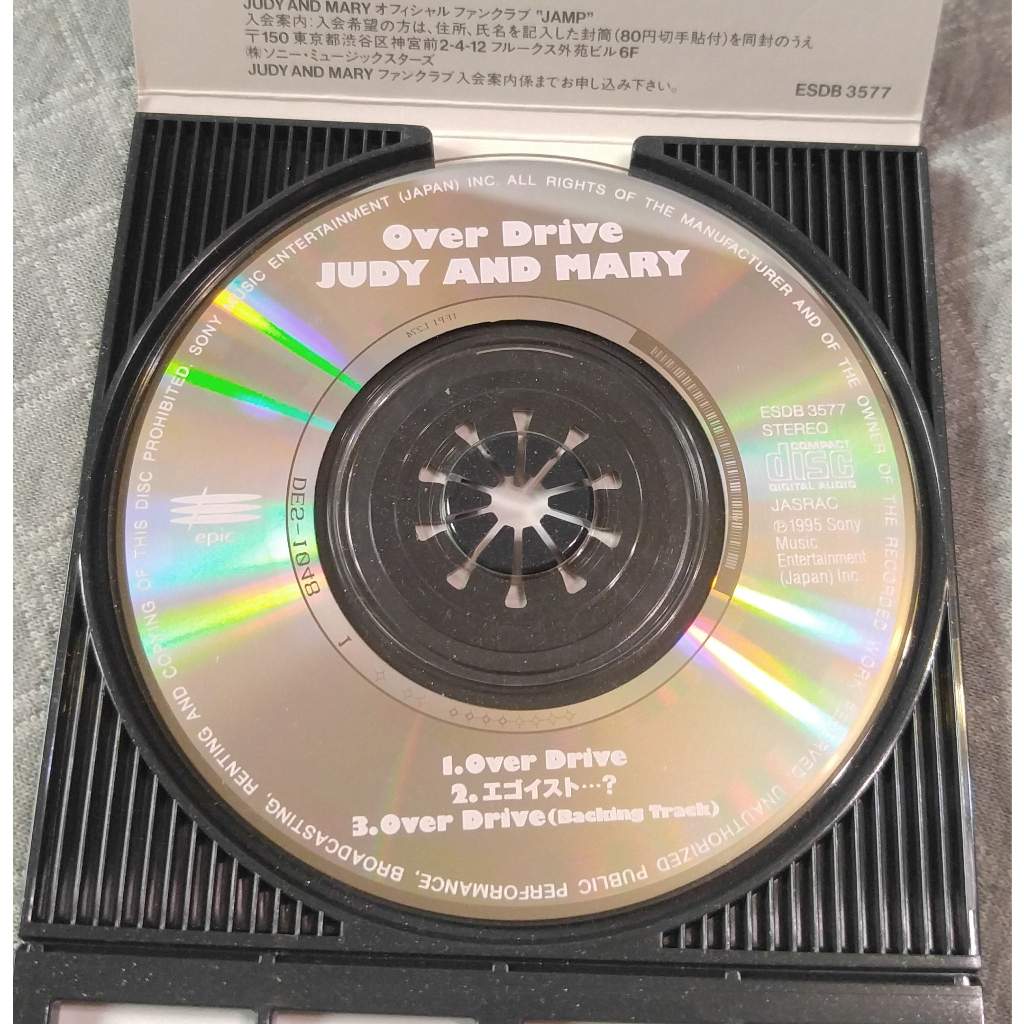 JUDY AND MARY オフィシャル ファンクラブ "JAMP"
入会案内:入会希望の方は、住所、氏名を記入した封筒(80円切手貼付)を同封のうえ
〒150 東京都渋谷区神宮前2-4-12 フルークス外苑ビル6F
㈱ソニー・ミュージックスターズ
JUDY AND MARY ファンクラブ入会案内係までお申し込み下さい。
ESDB 3577
Over Drive
JUDY AND MARY
ESDB 3577
STEREO
COMPACT
disc
DIGITAL AUDIO
JASRAC
Ⓟ1995 Sony
Music
Entertainment
(Japan) Inc
epic
DES-1048
1
1.Over Drive
2.エゴイスト…?
3.Over Drive(Backing Track)
SONY MUSIC ENTERTAINMENT (JAPAN) INC. ALL RIGHTS OF THE MANUFACTURER AND OF THE OWNER OF THE RECORDED WORK RESERVED UNAUTHORIZED PUBLIC PERFORMANCE, BROADCASTING, RENTING AND COPYING OF THIS DISC PROHIBITED.